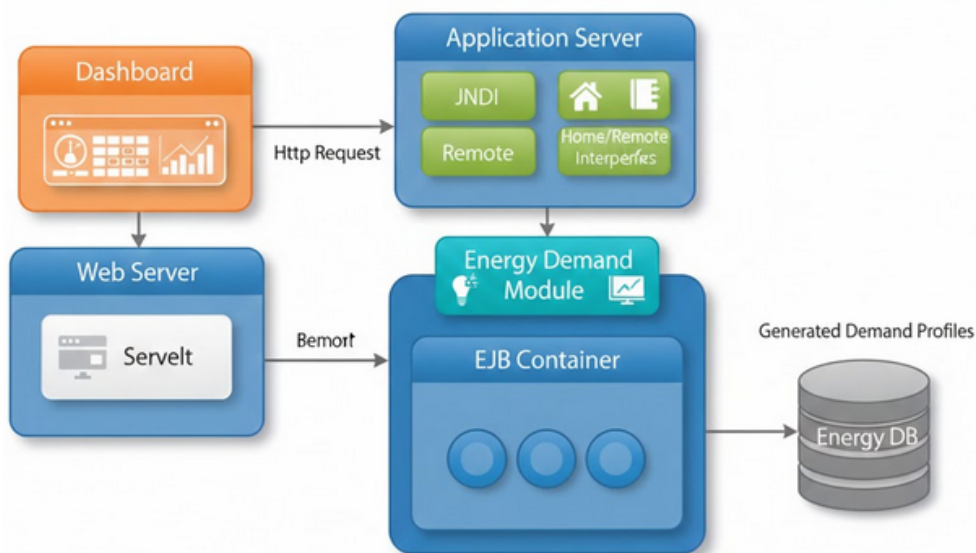 Dashboard
Http Request
Application Server
JNDI
Remote
Home/Remote
Web Server
Servelt
Bemort
Energy Demand
Module
EJB Container
Generated Demand Profiles
Energy DB